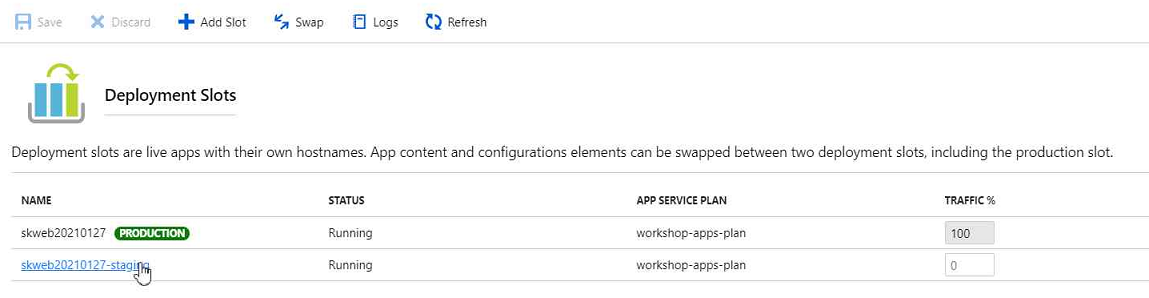 Save Discard Add Slot Swap Logs Refresh
Deployment Slots
Deployment slots are live apps with their own hostnames. App content and configurations elements can be swapped between two deployment slots, including the production slot.
NAME STATUS APP SERVICE PLAN TRAFFIC %
skweb20210127 PRODUCTION Running workshop-apps-plan 100
skweb20210127-staging Running workshop-apps-plan 0